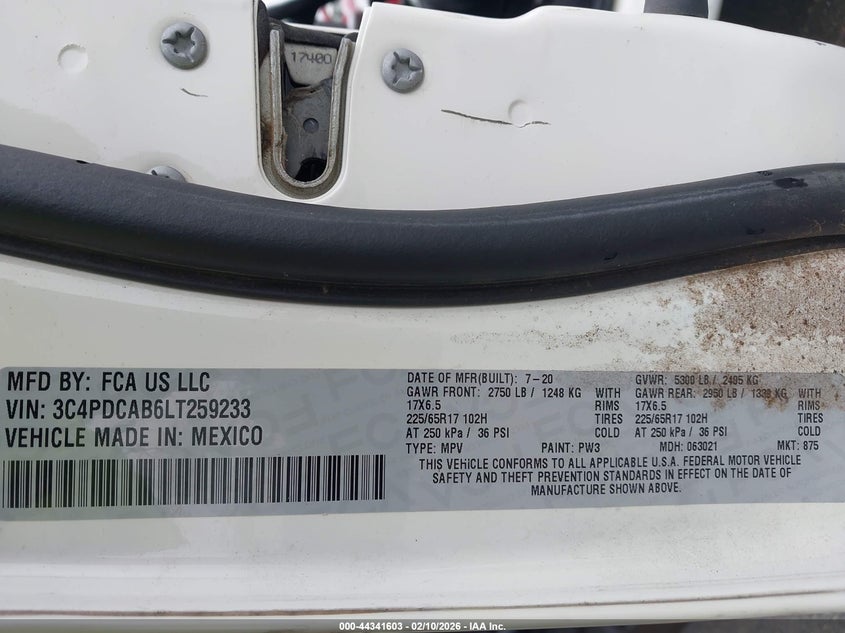 17400
MFD BY: FCA US LLC
VIN: 3C4PDCAB6LT259233
VEHICLE MADE IN: MEXICO
DATE OF MFR(BUILT): 7-20 GVWR: 5300 LB / 2405 KG
GAWR FRONT: 2750 LB / 1248 KG WITH GAWR REAR: 2950 LB / 1339 KG WITH
17X6.5 RIMS 17X6.5 RIMS
225/65R17 102H TIRES 225/65R17 102H TIRES
AT 250 kPa / 36 PSI COLD AT 250 kPa / 36 PSI COLD
TYPE: MPV PAINT: PW3 MDH: 063021 MKT: 875
THIS VEHICLE CONFORMS TO ALL APPLICABLE U.S.A. FEDERAL MOTOR VEHICLE
SAFETY AND THEFT PREVENTION STANDARDS IN EFFECT ON THE DATE OF
MANUFACTURE SHOWN ABOVE.
000-44341603 - 02/10/2026 - IAA Inc.